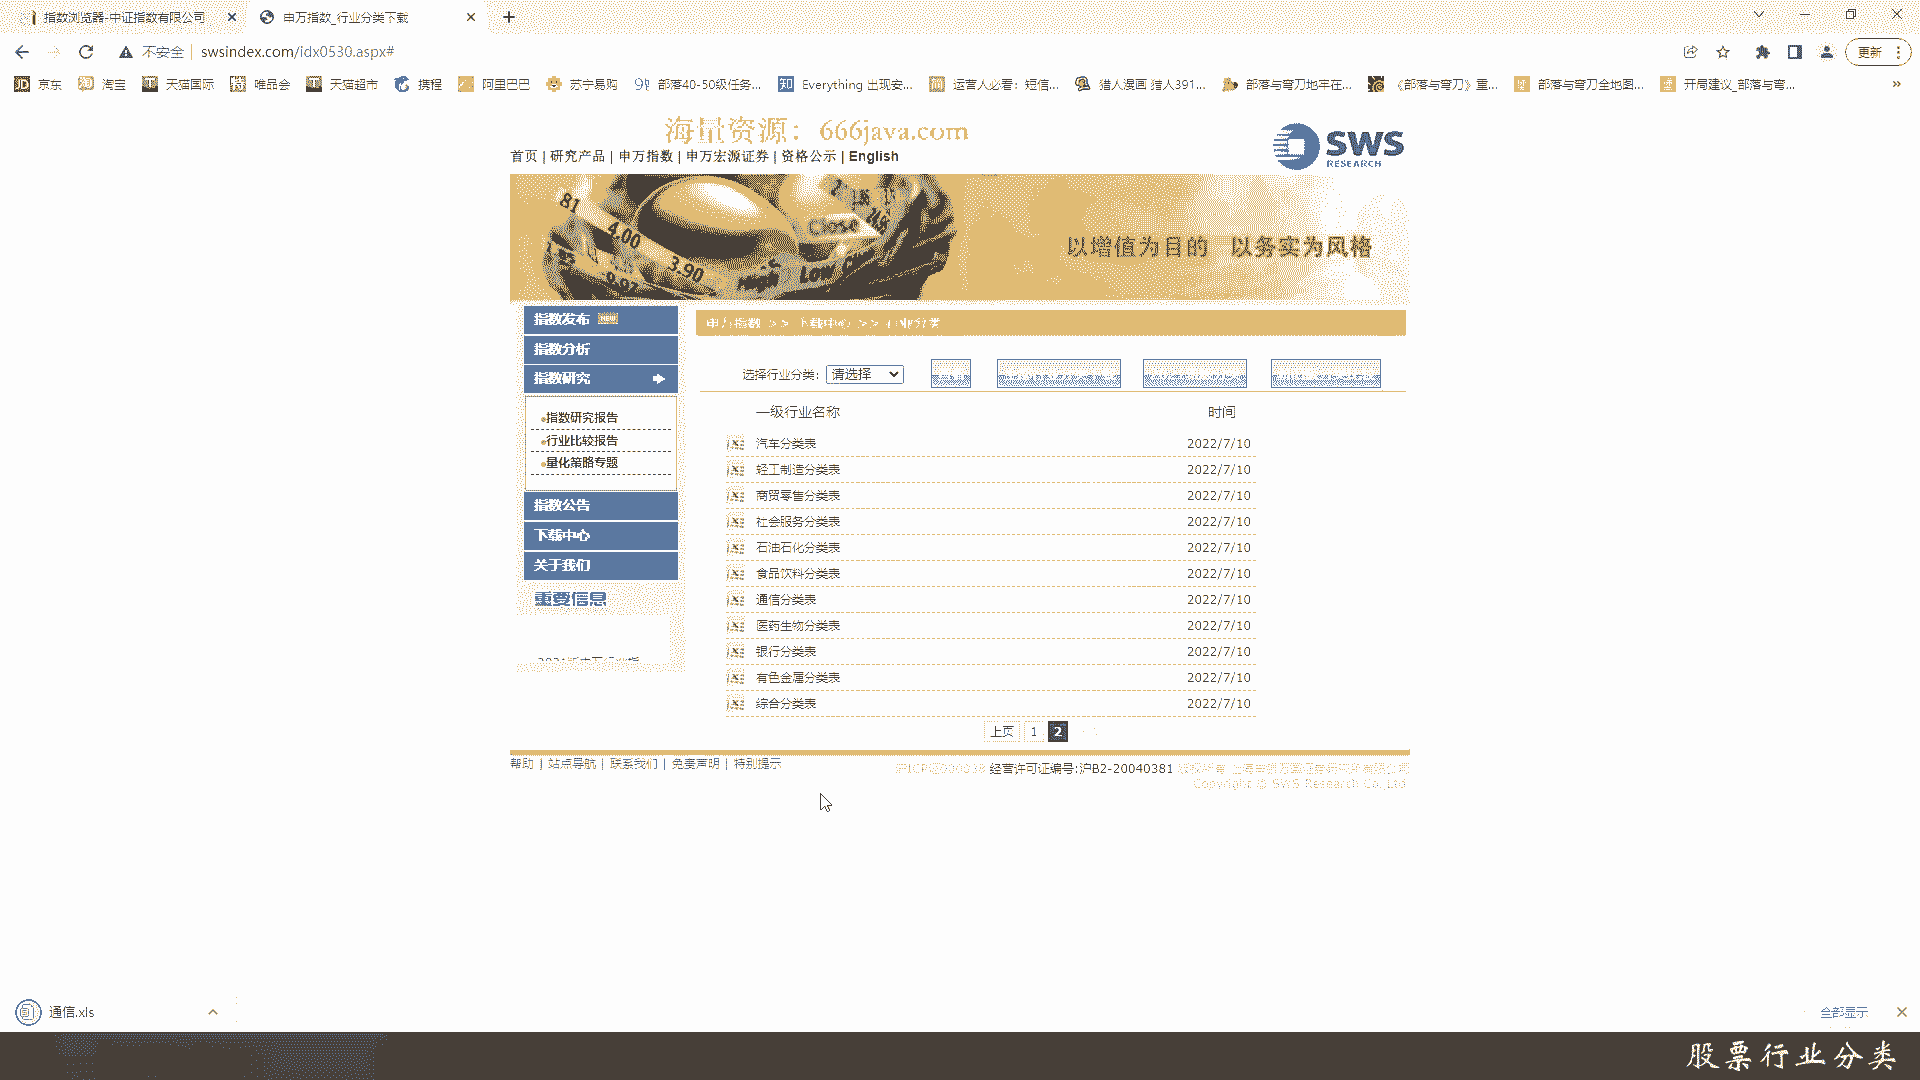 指数浏览器-中证指数有限公司
申万指数_行业分类下载
不安全
swsindex.com/idx0530.aspx#
更新
京东
淘宝
天猫国际
唯品会
天猫超市
携程
阿里巴巴
苏宁易购
部落40-50级任务...
Everything 出现安...
运营人必看：短信...
猎人漫画 猎人391...
部落与弯刀地牢在...
《部落与弯刀》重...
部落与弯刀全地图...
开局建议_部落与弯...
海量资源：666java.com
首页 | 研究产品 | 申万指数 | 申万宏源证券 | 资格公示 | English
SWS
RESEARCH
81
4.00
3.90
Close
High
Low
以增值为目的 以务实为风格
指数发布 NEW
指数分析
指数研究
指数研究报告
行业比较报告
量化策略专题
指数公告
下载中心
关于我们
重要信息
申万指数 >> 下载中心 >> 行业分类
选择行业分类： 请选择
一级行业名称 时间
汽车分类表 2022/7/10
轻工制造分类表 2022/7/10
商贸零售分类表 2022/7/10
社会服务分类表 2022/7/10
石油石化分类表 2022/7/10
食品饮料分类表 2022/7/10
通信分类表 2022/7/10
医药生物分类表 2022/7/10
银行分类表 2022/7/10
有色金属分类表 2022/7/10
综合分类表 2022/7/10
上页 1 2
帮助 | 站点导航 | 联系我们 | 免责声明 | 特别提示
经营许可证编号:沪B2-20040381
Copyright © SWS Research Co.,Ltd
通信.xls
全部显示
股票行业分类